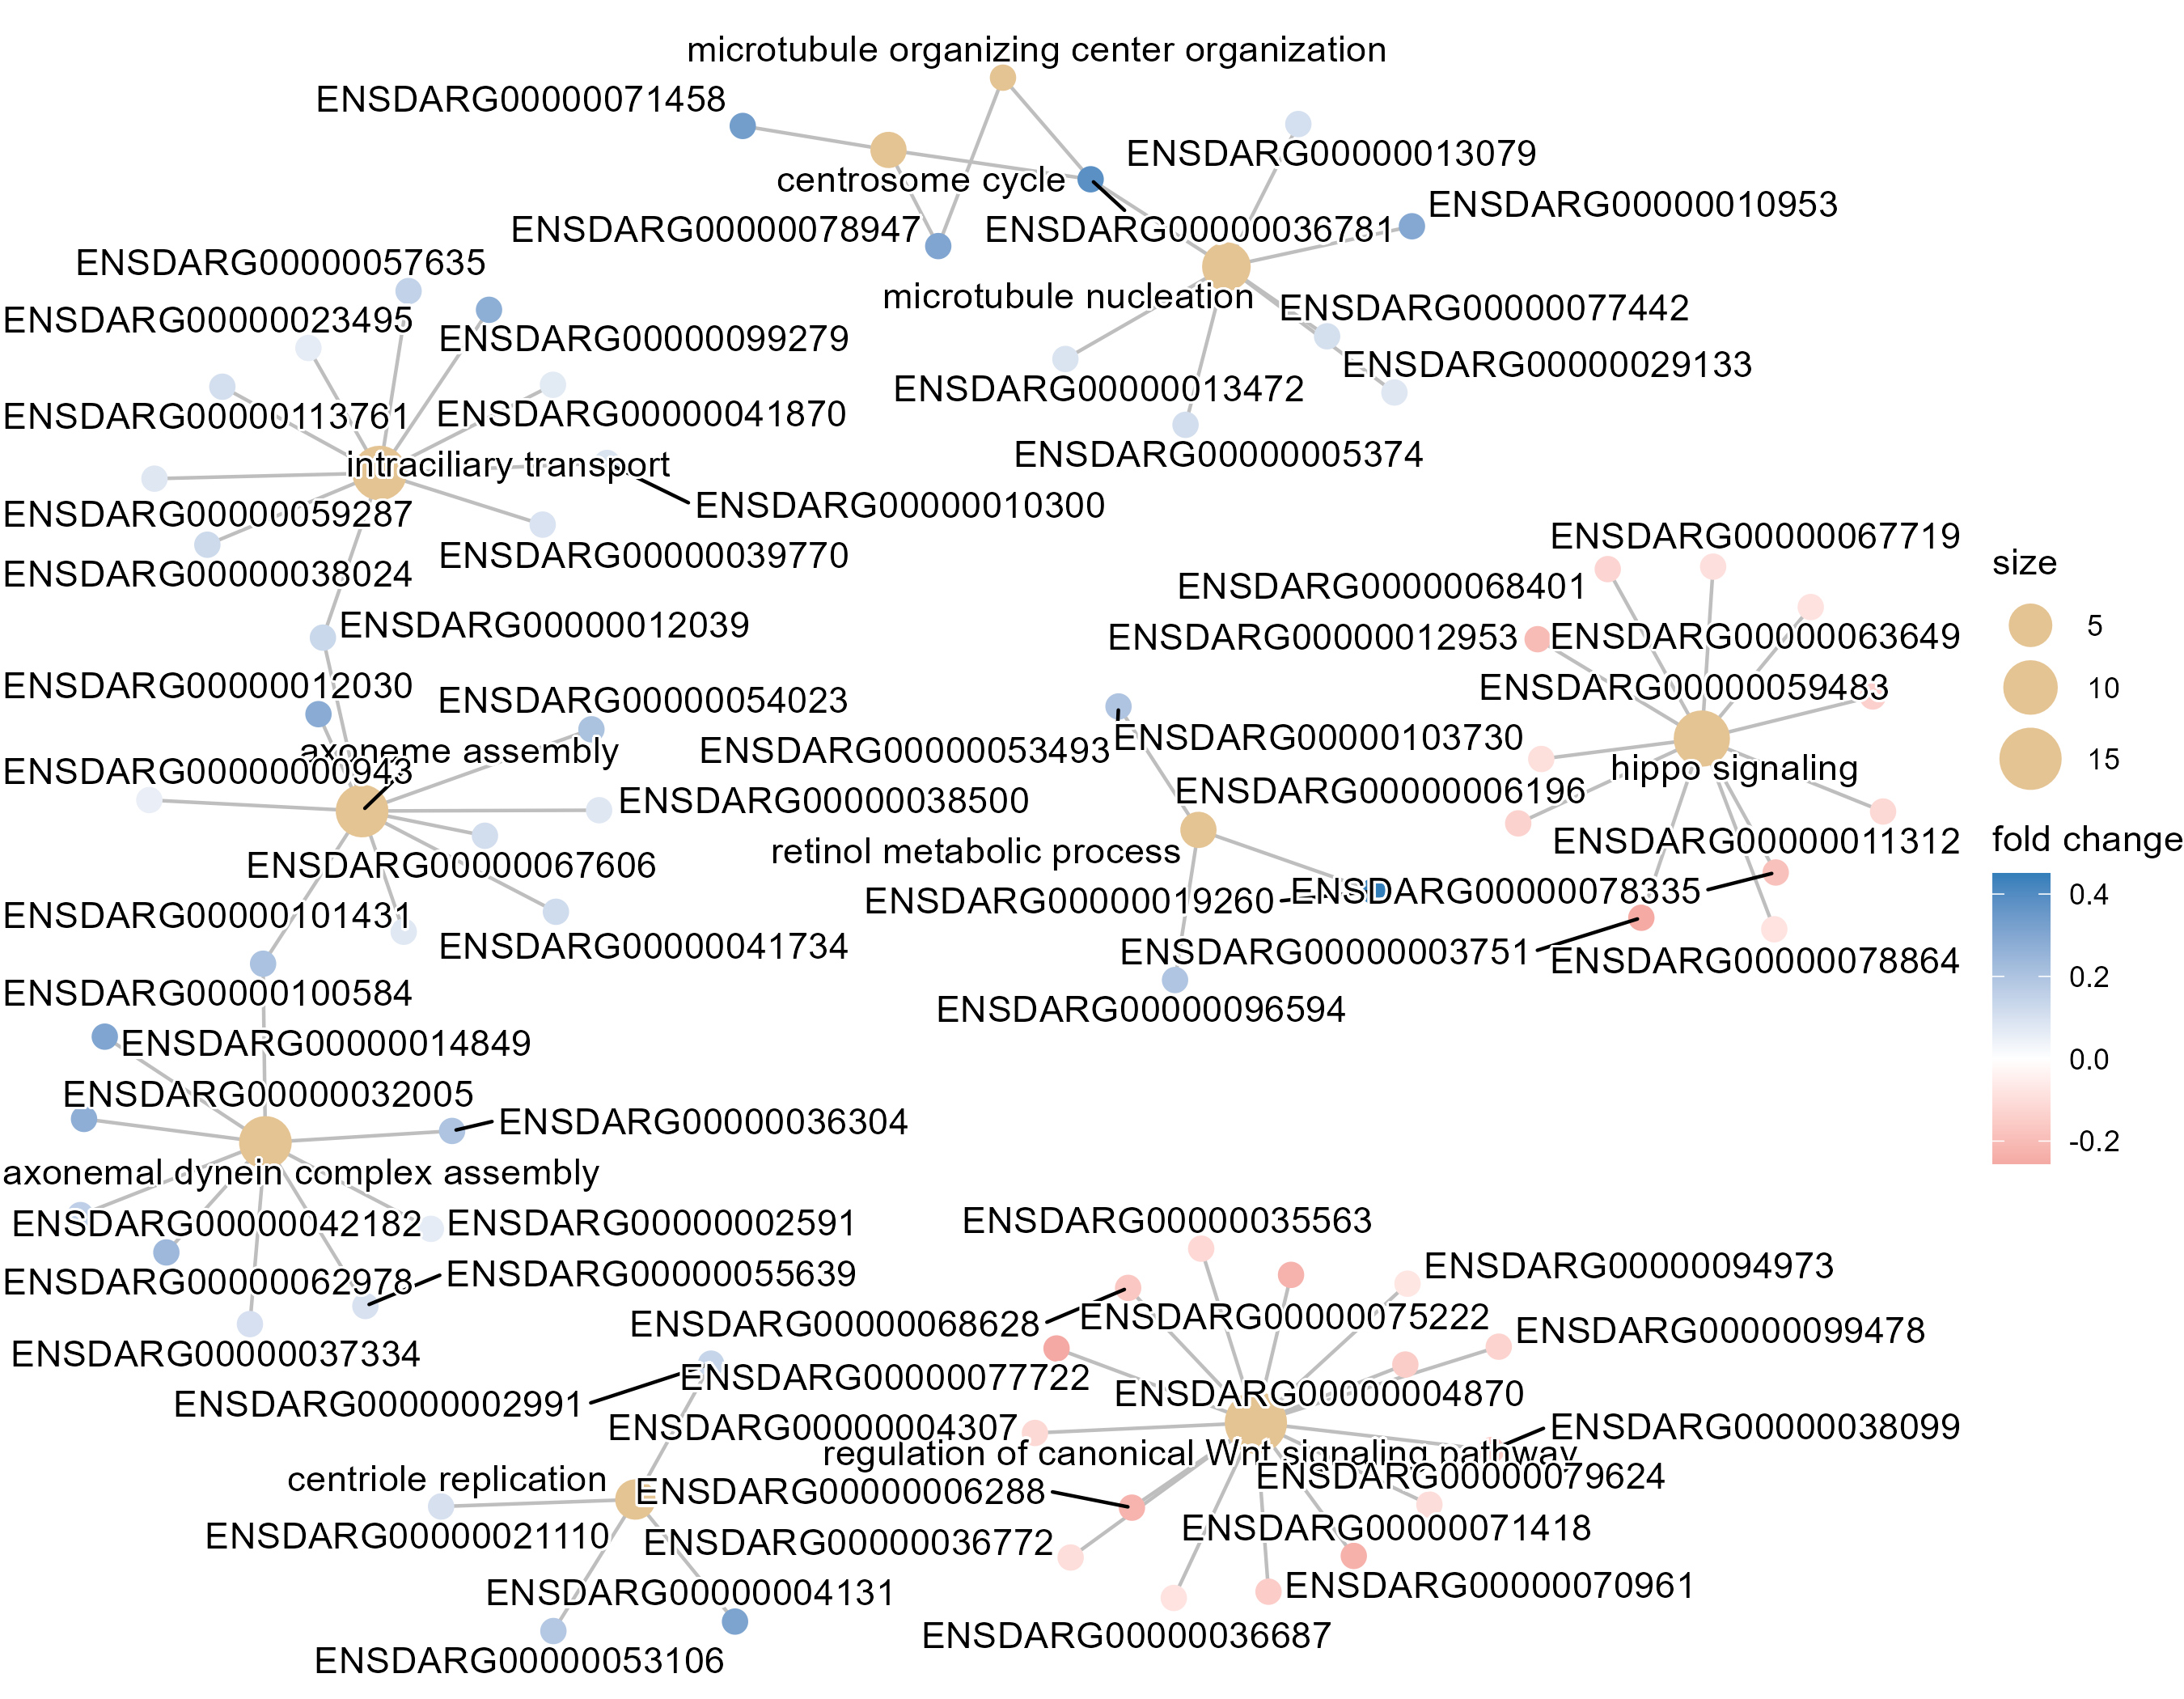 microtubule organizing center organization
ENSDARG00000071458
ENSDARG00000013079
centrosome cycle
ENSDARG00000010953
ENSDARG00000078947
ENSDARG00000036781
ENSDARG00000057635
microtubule nucleation
ENSDARG00000077442
ENSDARG00000023495
ENSDARG00000099279
ENSDARG00000029133
ENSDARG00000013472
ENSDARG00000113761
ENSDARG00000041870
ENSDARG00000005374
intraciliary transport
ENSDARG00000010300
ENSDARG00000059287
ENSDARG00000039770
ENSDARG00000038024
ENSDARG00000067719
ENSDARG00000068401
ENSDARG00000012039
ENSDARG00000012953
ENSDARG00000063649
ENSDARG00000012030
ENSDARG00000054023
ENSDARG00000059483
axoneme assembly
ENSDARG00000053493
ENSDARG00000103730
ENSDARG00000000943
hippo signaling
ENSDARG00000038500
ENSDARG00000006196
ENSDARG00000067606
retinol metabolic process
ENSDARG00000011312
ENSDARG00000019260
ENSDARG00000078335
ENSDARG00000101431
ENSDARG00000041734
ENSDARG00000003751
ENSDARG00000078864
ENSDARG00000100584
ENSDARG00000096594
ENSDARG00000014849
ENSDARG00000032005
ENSDARG00000036304
axonemal dynein complex assembly
ENSDARG00000042182
ENSDARG00000002591
ENSDARG00000035563
ENSDARG00000062978
ENSDARG00000055639
ENSDARG00000094973
ENSDARG00000068628
ENSDARG00000075222
ENSDARG00000099478
ENSDARG00000037334
ENSDARG00000077722
ENSDARG00000002991
ENSDARG00000004870
ENSDARG00000004307
ENSDARG00000038099
regulation of canonical Wnt signaling pathway
ENSDARG00000079624
centriole replication
ENSDARG00000006288
ENSDARG00000021110
ENSDARG00000036772
ENSDARG00000071418
ENSDARG00000004131
ENSDARG00000070961
ENSDARG00000053106
ENSDARG00000036687
size
5
10
15
fold change
0.4
0.2
0.0
-0.2